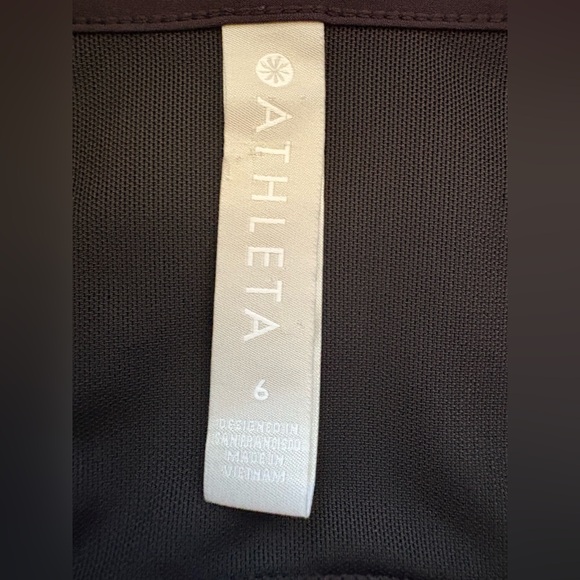 ATHLETA
6
DESIGNED IN
SAN FRANCISCO
MADE IN
VIETNAM